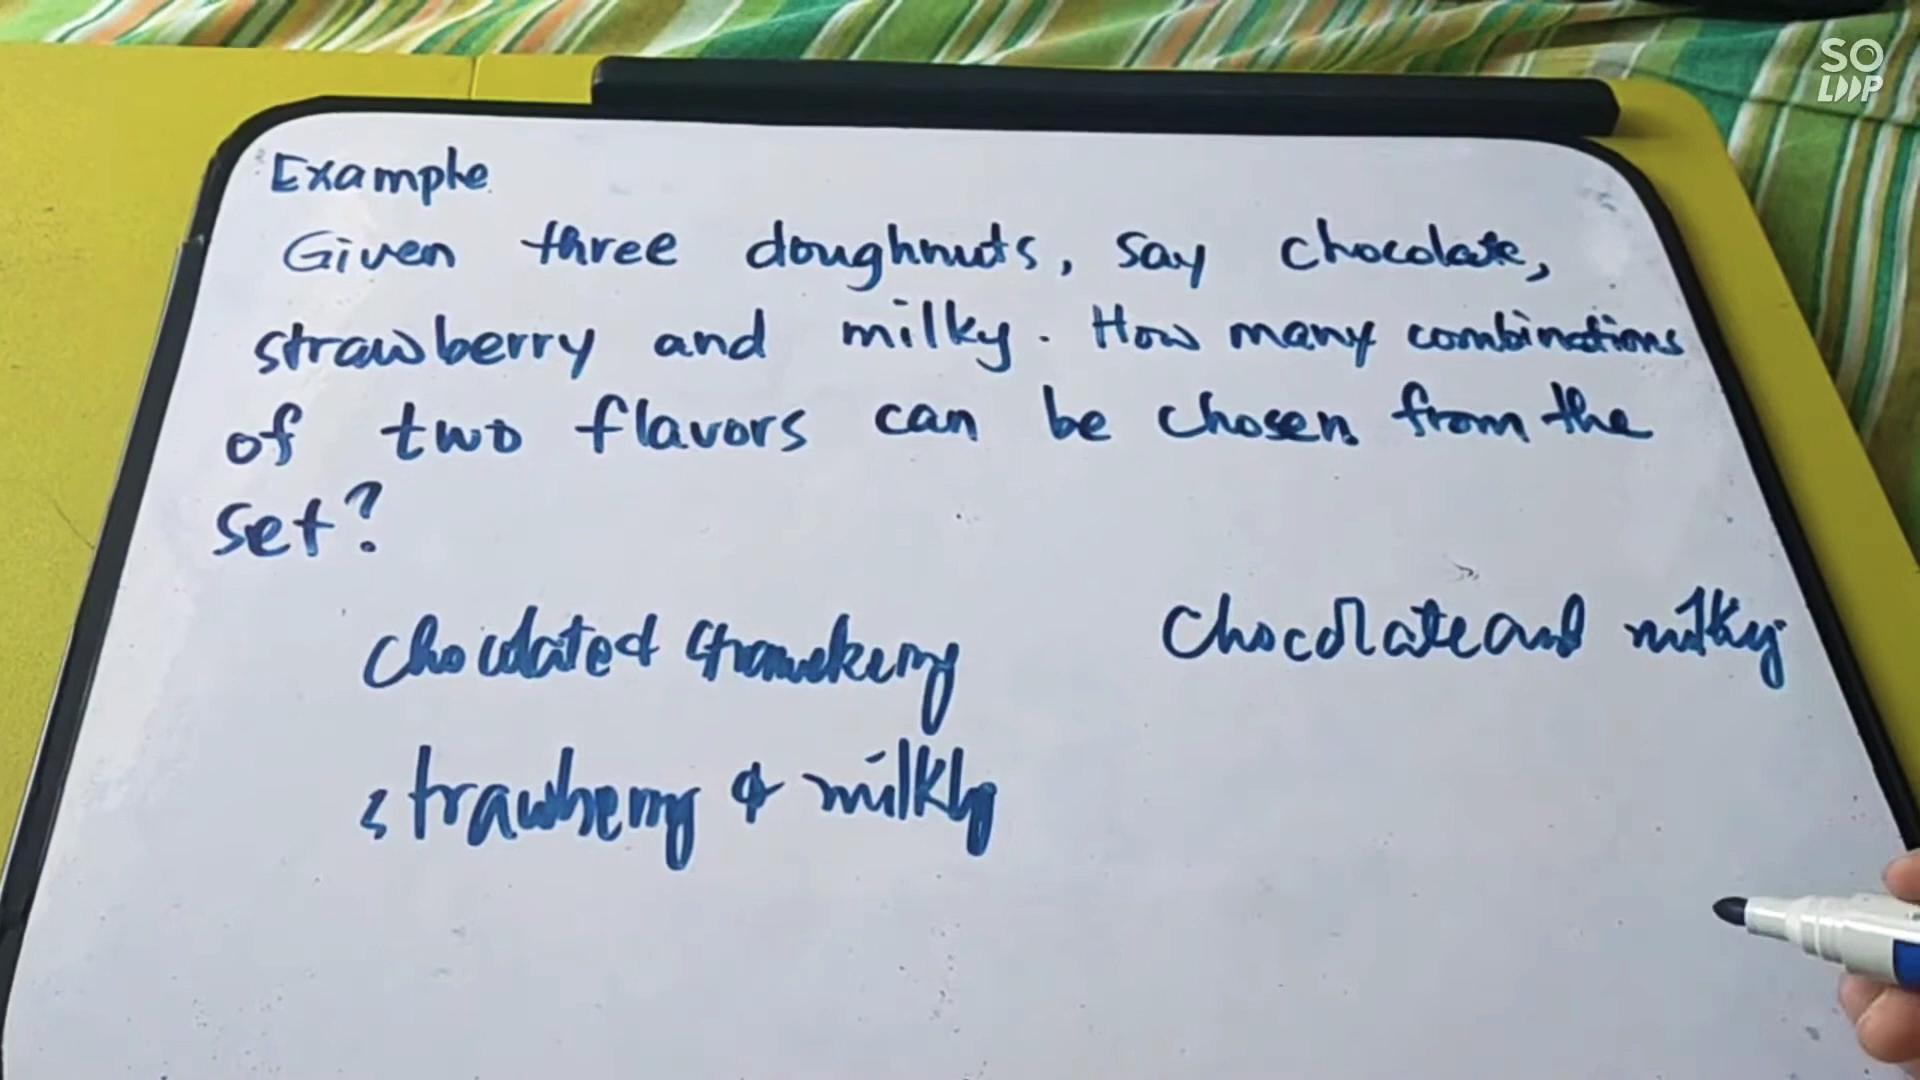 SO
LOOP
Example
Given three doughnuts, say chocolate,
strawberry and milky. How many combinations
of two flavors can be chosen from the
set?
chocolate & strawberry
Chocolate and milky
strawberry & milky